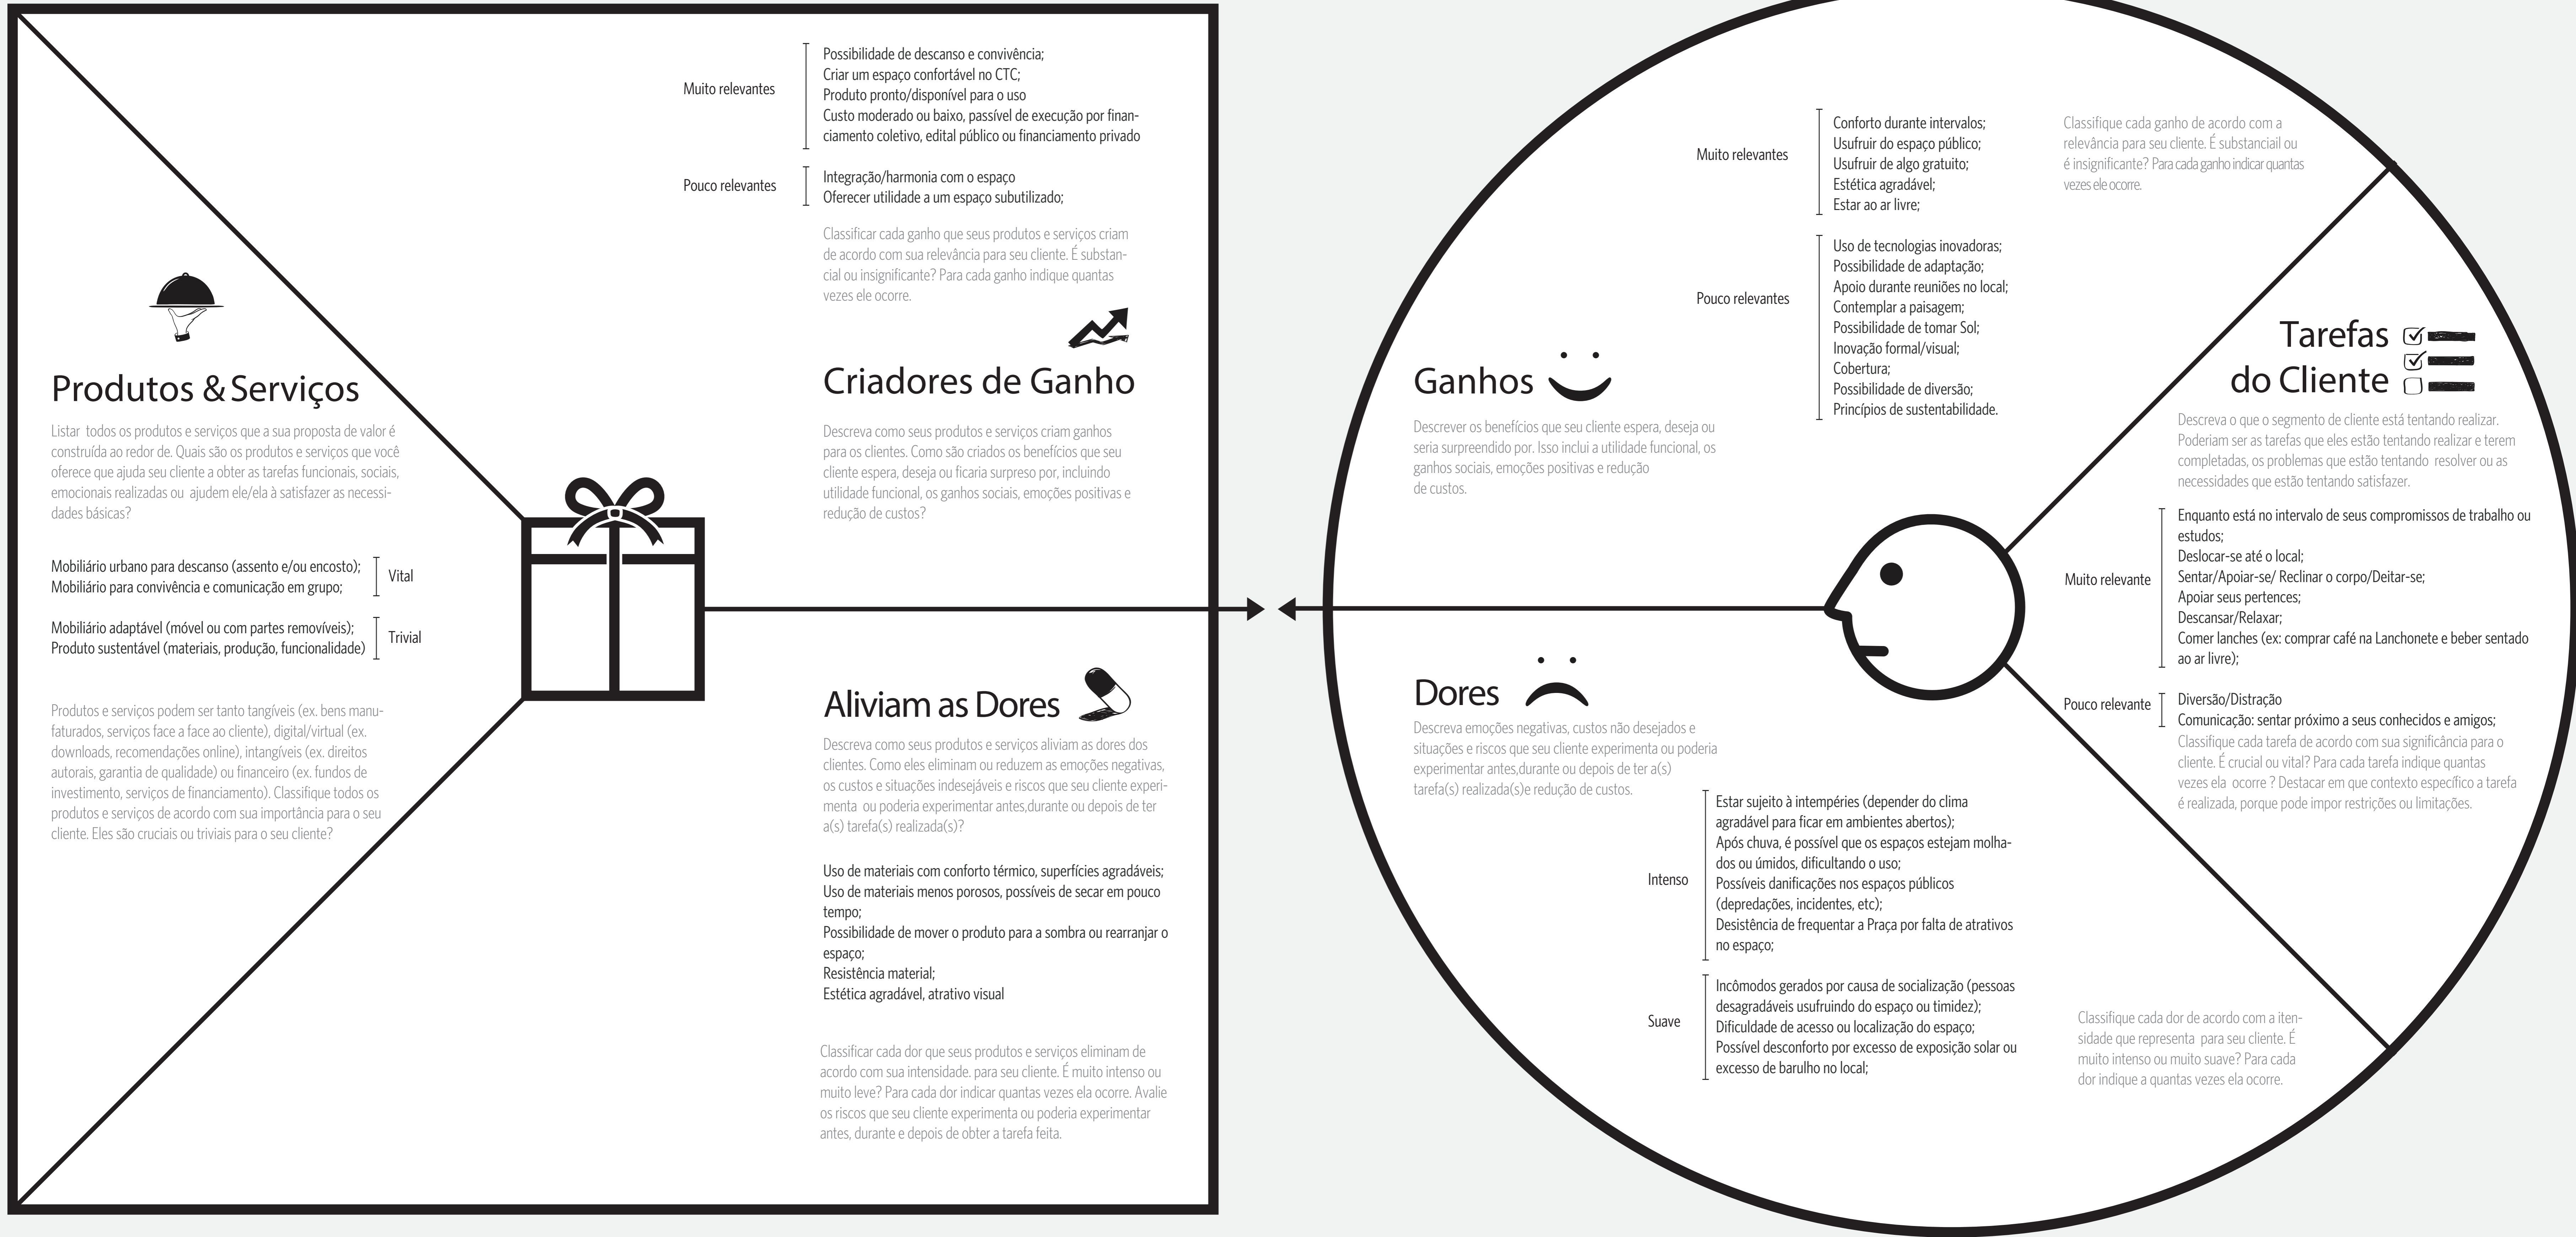 Muito relevantes
Possibilidade de descanso e convivência;
Criar um espaço confortável no CTC;
Produto pronto/disponível para o uso
Custo moderado ou baixo, passível de execução por finan-
ciamento coletivo, edital público ou financiamento privado
Pouco relevantes
Integração/harmonia com o espaço
Oferecer utilidade a um espaço subutilizado;
Classificar cada ganho que seus produtos e serviços criam
de acordo com sua relevância para seu cliente. É substan-
cial ou insignificante? Para cada ganho indique quantas
vezes ele ocorre.
Produtos & Serviços
Listar todos os produtos e serviços que a sua proposta de valor é
construída ao redor de. Quais são os produtos e serviços que você
oferece que ajuda seu cliente a obter as tarefas funcionais, sociais,
emocionais realizadas ou ajudem ele/ela à satisfazer as necessi-
dades básicas?
Mobiliário urbano para descanso (assento e/ou encosto);
Mobiliário para convivência e comunicação em grupo;
Vital
Mobiliário adaptável (móvel ou com partes removíveis);
Produto sustentável (materiais, produção, funcionalidade)
Trivial
Produtos e serviços podem ser tanto tangíveis (ex. bens manu-
faturados, serviços face a face ao cliente), digital/virtual (ex.
downloads, recomendações online), intangíveis (ex. direitos
autorais, garantia de qualidade) ou financeiro (ex. fundos de
investimento, serviços de financiamento). Classifique todos os
produtos e serviços de acordo com sua importância para o seu
cliente. Eles são cruciais ou triviais para o seu cliente?
Criadores de Ganho
Descreva como seus produtos e serviços criam ganhos
para os clientes. Como são criados os benefícios que seu
cliente espera, deseja ou ficaria surpreso por, incluindo
utilidade funcional, os ganhos sociais, emoções positivas e
redução de custos?
Aliviam as Dores
Descreva como seus produtos e serviços aliviam as dores dos
clientes. Como eles eliminam ou reduzem as emoções negativas,
os custos e situações indesejáveis e riscos que seu cliente experi-
menta ou poderia experimentar antes,durante ou depois de ter
a(s) tarefa(s) realizada(s)?
Uso de materiais com conforto térmico, superfícies agradáveis;
Uso de materiais menos porosos, possíveis de secar em pouco
tempo;
Possibilidade de mover o produto para a sombra ou rearranjar o
espaço;
Resistência material;
Estética agradável, atrativo visual
Classificar cada dor que seus produtos e serviços eliminam de
acordo com sua intensidade. para seu cliente. É muito intenso ou
muito leve? Para cada dor indicar quantas vezes ela ocorre. Avalie
os riscos que seu cliente experimenta ou poderia experimentar
antes, durante e depois de obter a tarefa feita.
Muito relevantes
Conforto durante intervalos;
Usufruir do espaço público;
Usufruir de algo gratuito;
Estética agradável;
Estar ao ar livre;
Classifique cada ganho de acordo com a
relevância para seu cliente. É substanciail ou
é insignificante? Para cada ganho indicar quantas
vezes ele ocorre.
Pouco relevantes
Uso de tecnologias inovadoras;
Possibilidade de adaptação;
Apoio durante reuniões no local;
Contemplar a paisagem;
Possibilidade de tomar Sol;
Inovação formal/visual;
Cobertura;
Possibilidade de diversão;
Princípios de sustentabilidade.
Ganhos
Descrever os benefícios que seu cliente espera, deseja ou
seria surpreendido por. Isso inclui a utilidade funcional, os
ganhos sociais, emoções positivas e redução
de custos.
Tarefas
do Cliente
Descreva o que o segmento de cliente está tentando realizar.
Poderiam ser as tarefas que eles estão tentando realizar e terem
completadas, os problemas que estão tentando resolver ou as
necessidades que estão tentando satisfazer.
Muito relevante
Enquanto está no intervalo de seus compromissos de trabalho ou
estudos;
Deslocar-se até o local;
Sentar/Apoiar-se/ Reclinar o corpo/Deitar-se;
Apoiar seus pertences;
Descansar/Relaxar;
Comer lanches (ex: comprar café na Lanchonete e beber sentado
ao ar livre);
Pouco relevante
Diversão/Distração
Comunicação: sentar próximo a seus conhecidos e amigos;
Classifique cada tarefa de acordo com sua significância para o
cliente. É crucial ou vital? Para cada tarefa indique quantas
vezes ela ocorre ? Destacar em que contexto específico a tarefa
é realizada, porque pode impor restrições ou limitações.
Dores
Descreva emoções negativas, custos não desejados e
situações e riscos que seu cliente experimenta ou poderia
experimentar antes,durante ou depois de ter a(s)
tarefa(s) realizada(s)e redução de custos.
Intenso
Estar sujeito à intempéries (depender do clima
agradável para ficar em ambientes abertos);
Após chuva, é possível que os espaços estejam molha-
dos ou úmidos, dificultando o uso;
Possíveis danificações nos espaços públicos
(depredações, incidentes, etc);
Desistência de frequentar a Praça por falta de atrativos
no espaço;
Suave
Incômodos gerados por causa de socialização (pessoas
desagradáveis usufruindo do espaço ou timidez);
Dificuldade de acesso ou localização do espaço;
Possível desconforto por excesso de exposição solar ou
excesso de barulho no local;
Classifique cada dor de acordo com a iten-
sidade que representa para seu cliente. É
muito intenso ou muito suave? Para cada
dor indique a quantas vezes ela ocorre.